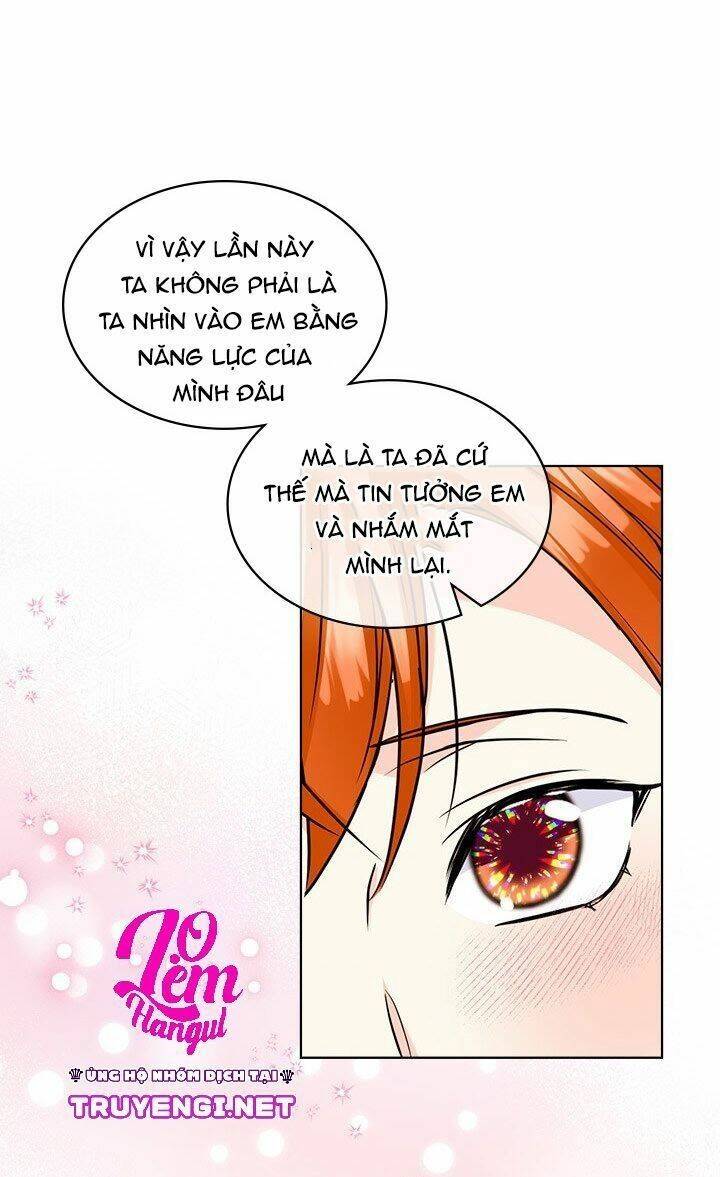 VÌ VẬY LẦN NÀY
TA KHÔNG PHẢI LÀ
TA NHÌN VÀO EM BẰNG
NĂNG LỰC CỦA
MÌNH ĐÂU
MÀ LÀ TA ĐÃ CỨ
THẾ MÀ TIN TƯỞNG EM
VÀ NHẮM MẮT
MÌNH LẠI.
LỌ
LEM
HANGUL
ỦNG HỘ NHÓM DỊCH TẠI
TRUYENGI.NET